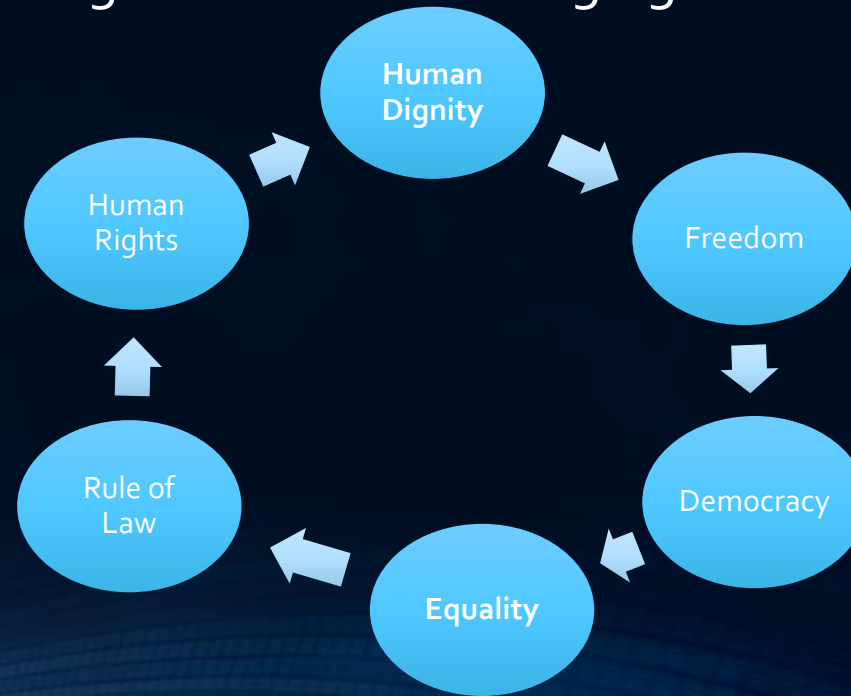 Human
Dignity
Freedom
Democracy
Equality
Rule of
Law
Human
Rights